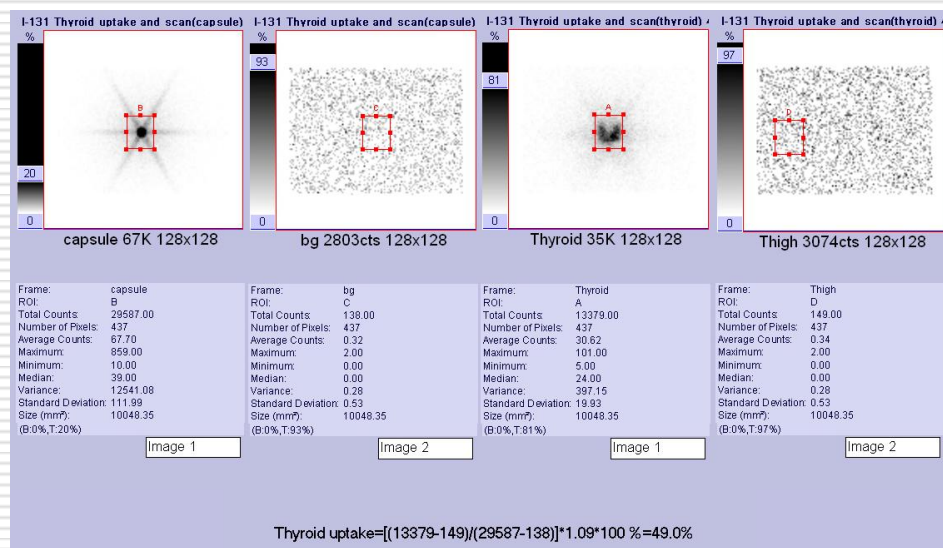 I-131 Thyroid uptake and scan(capsule)
%
20
0
B
capsule 67K 128x128
Frame: capsule
ROI: B
Total Counts: 29587.00
Number of Pixels: 437
Average Counts: 67.70
Maximum: 859.00
Minimum: 10.00
Median: 39.00
Variance: 12541.08
Standard Deviation: 111.99
Size (mm²): 10048.35
(B:0%,T:20%)
Image 1
I-131 Thyroid uptake and scan(capsule)
%
93
0
C
bg 2803cts 128x128
Frame: bg
ROI: C
Total Counts: 138.00
Number of Pixels: 437
Average Counts: 0.32
Maximum: 2.00
Minimum: 0.00
Median: 0.00
Variance: 0.28
Standard Deviation: 0.53
Size (mm²): 10048.35
(B:0%,T:93%)
Image 2
I-131 Thyroid uptake and scan(thyroid) 4
%
81
0
A
Thyroid 35K 128x128
Frame: Thyroid
ROI: A
Total Counts: 13379.00
Number of Pixels: 437
Average Counts: 30.62
Maximum: 101.00
Minimum: 5.00
Median: 24.00
Variance: 397.15
Standard Deviation: 19.93
Size (mm²): 10048.35
(B:0%,T:81%)
Image 1
I-131 Thyroid uptake and scan(thyroid)
%
97
0
D
Thigh 3074cts 128x128
Frame: Thigh
ROI: D
Total Counts: 149.00
Number of Pixels: 437
Average Counts: 0.34
Maximum: 2.00
Minimum: 0.00
Median: 0.00
Variance: 0.28
Standard Deviation: 0.53
Size (mm²): 10048.35
(B:0%,T:97%)
Image 2
Thyroid uptake=[(13379-149)/(29587-138)]*1.09*100 %=49.0%